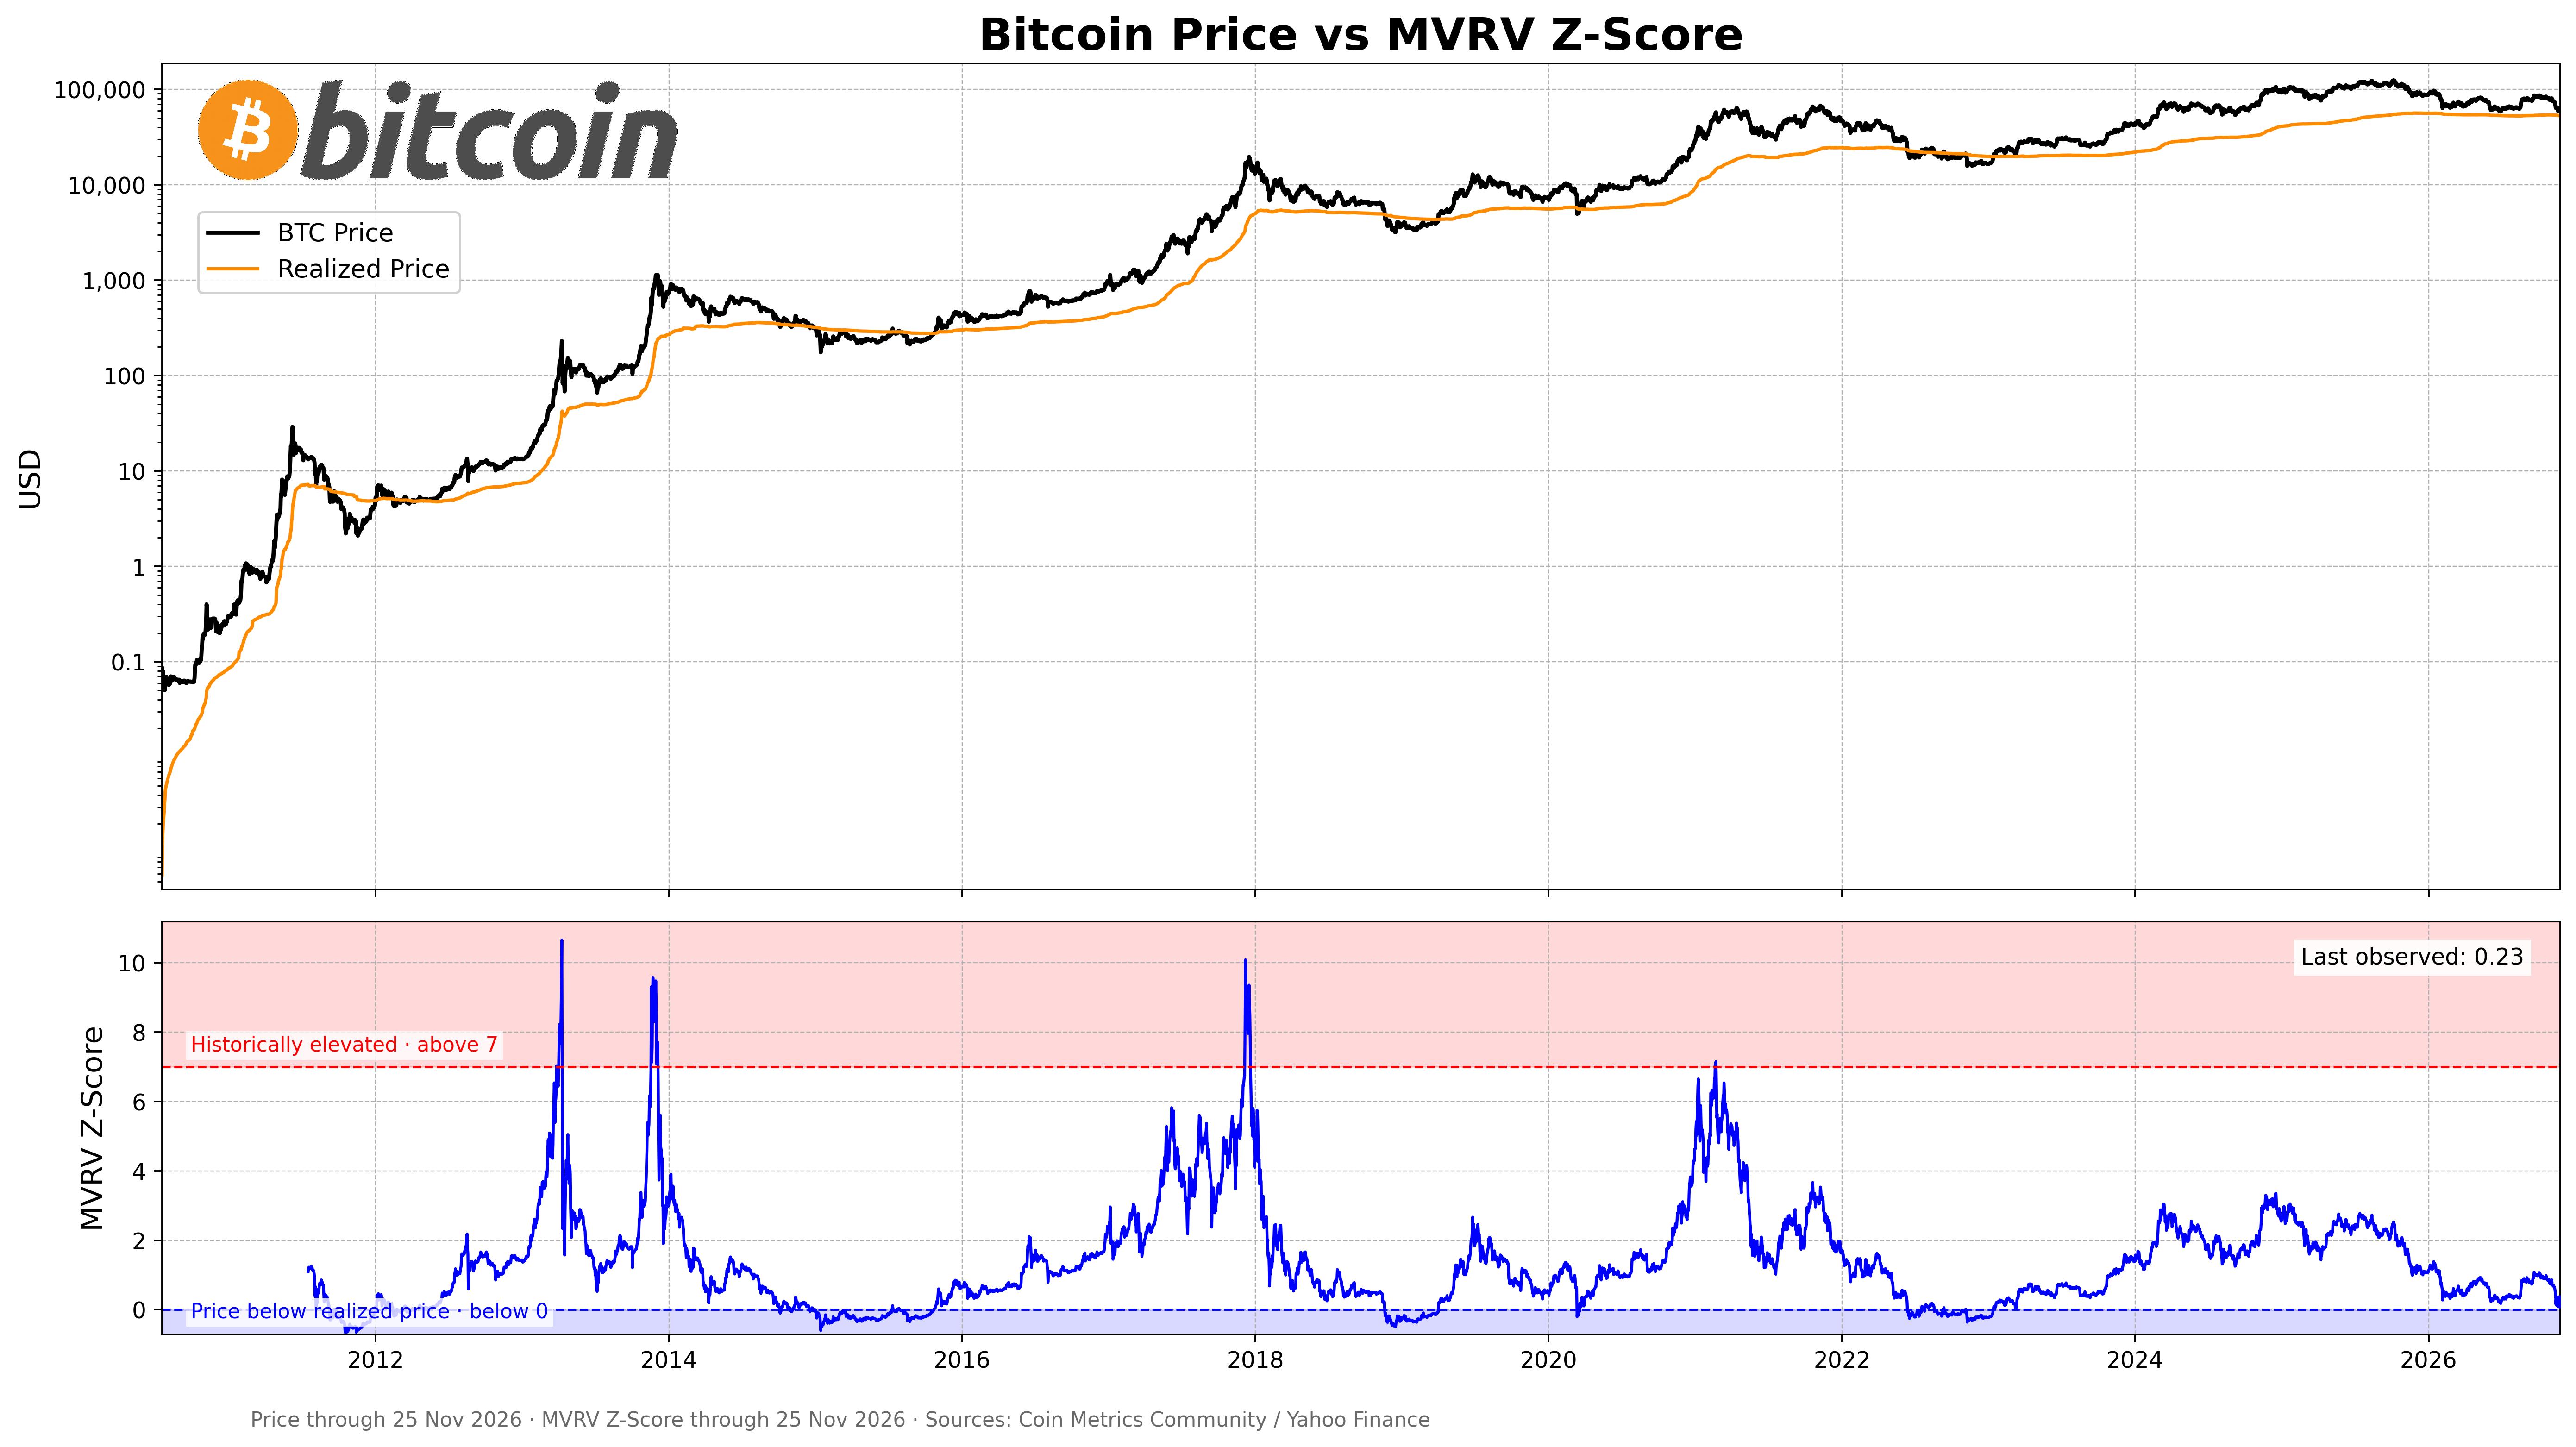 Bitcoin Price vs MVRV Z-Score
bitcoin
BTC Price
Realized Price
USD
100,000
10,000
1,000
100
10
1
0.1
MVRV Z-Score
10
8
6
4
2
0
Last observed: 0.23
Historically elevated · above 7
Price below realized price · below 0
2012 2014 2016 2018 2020 2022 2024 2026
Price through 25 Nov 2026 · MVRV Z-Score through 25 Nov 2026 · Sources: Coin Metrics Community / Yahoo Finance